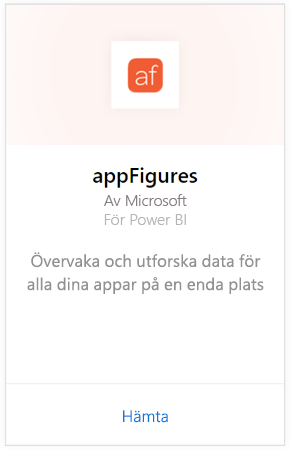 af
appFigures
Av Microsoft
För Power BI
Övervaka och utforska data för
alla dina appar på en enda plats
Hämta